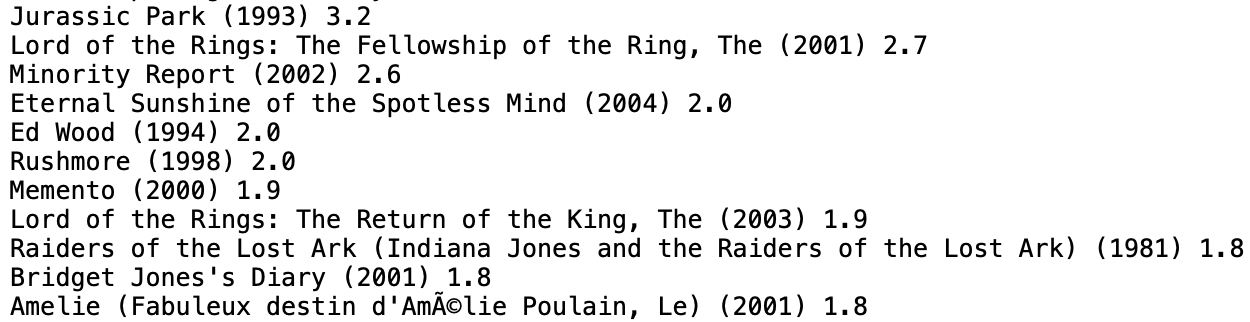 Jurassic Park (1993) 3.2
Lord of the Rings: The Fellowship of the Ring, The (2001) 2.7
Minority Report (2002) 2.6
Eternal Sunshine of the Spotless Mind (2004) 2.0
Ed Wood (1994) 2.0
Rushmore (1998) 2.0
Memento (2000) 1.9
Lord of the Rings: The Return of the King, The (2003) 1.9
Raiders of the Lost Ark (Indiana Jones and the Raiders of the Lost Ark) (1981) 1.8
Bridget Jones's Diary (2001) 1.8
Amelie (Fabuleux destin d'AmÃ©lie Poulain, Le) (2001) 1.8